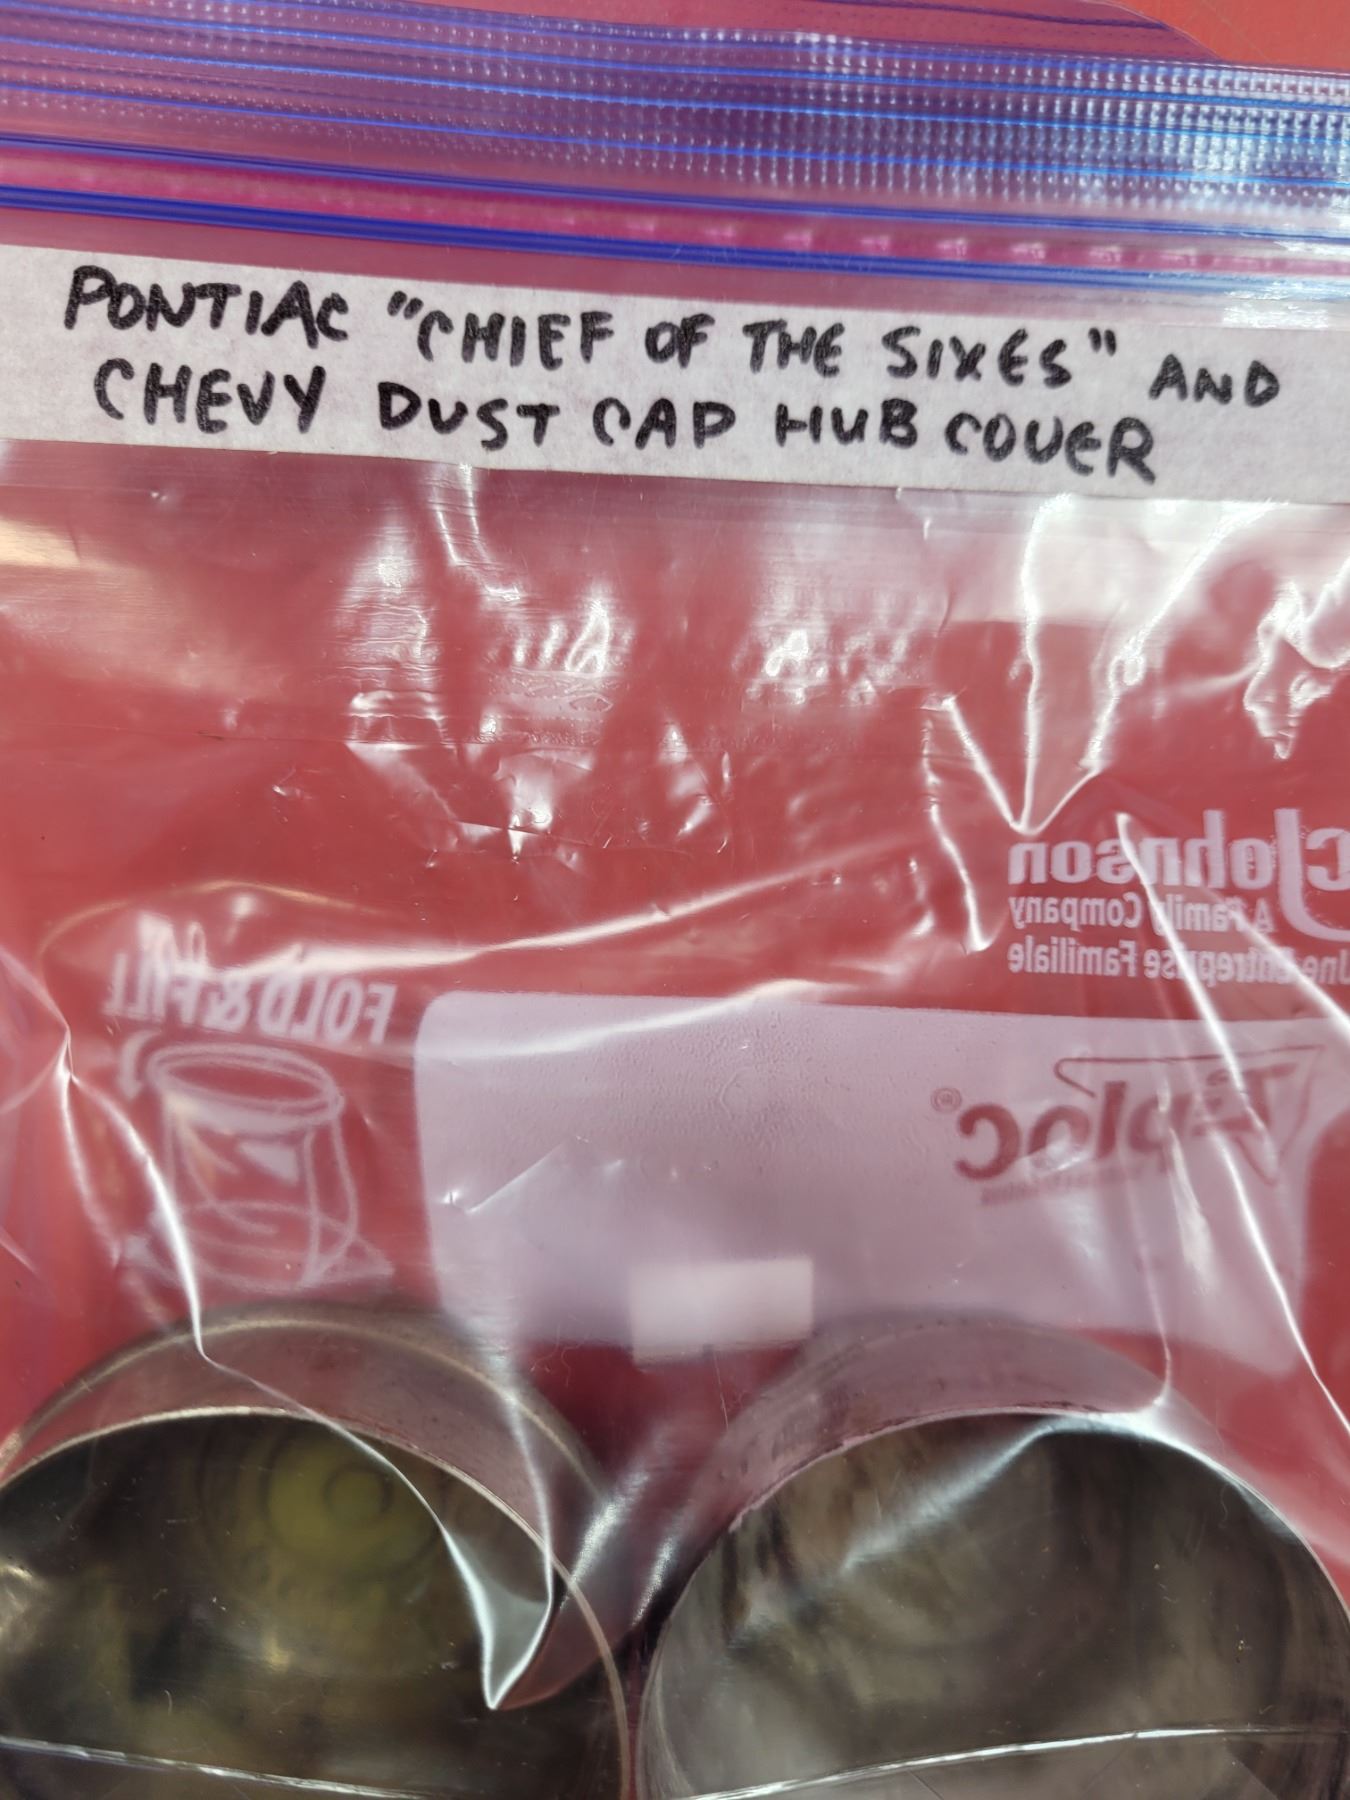 PONTIAC "CHIEF OF THE SIXES" AND
CHEVY DUST CAP HUB COVER
cJohnson
A Family Company
Une Entreprise Familiale
FOLD & FILL
Ziploc®